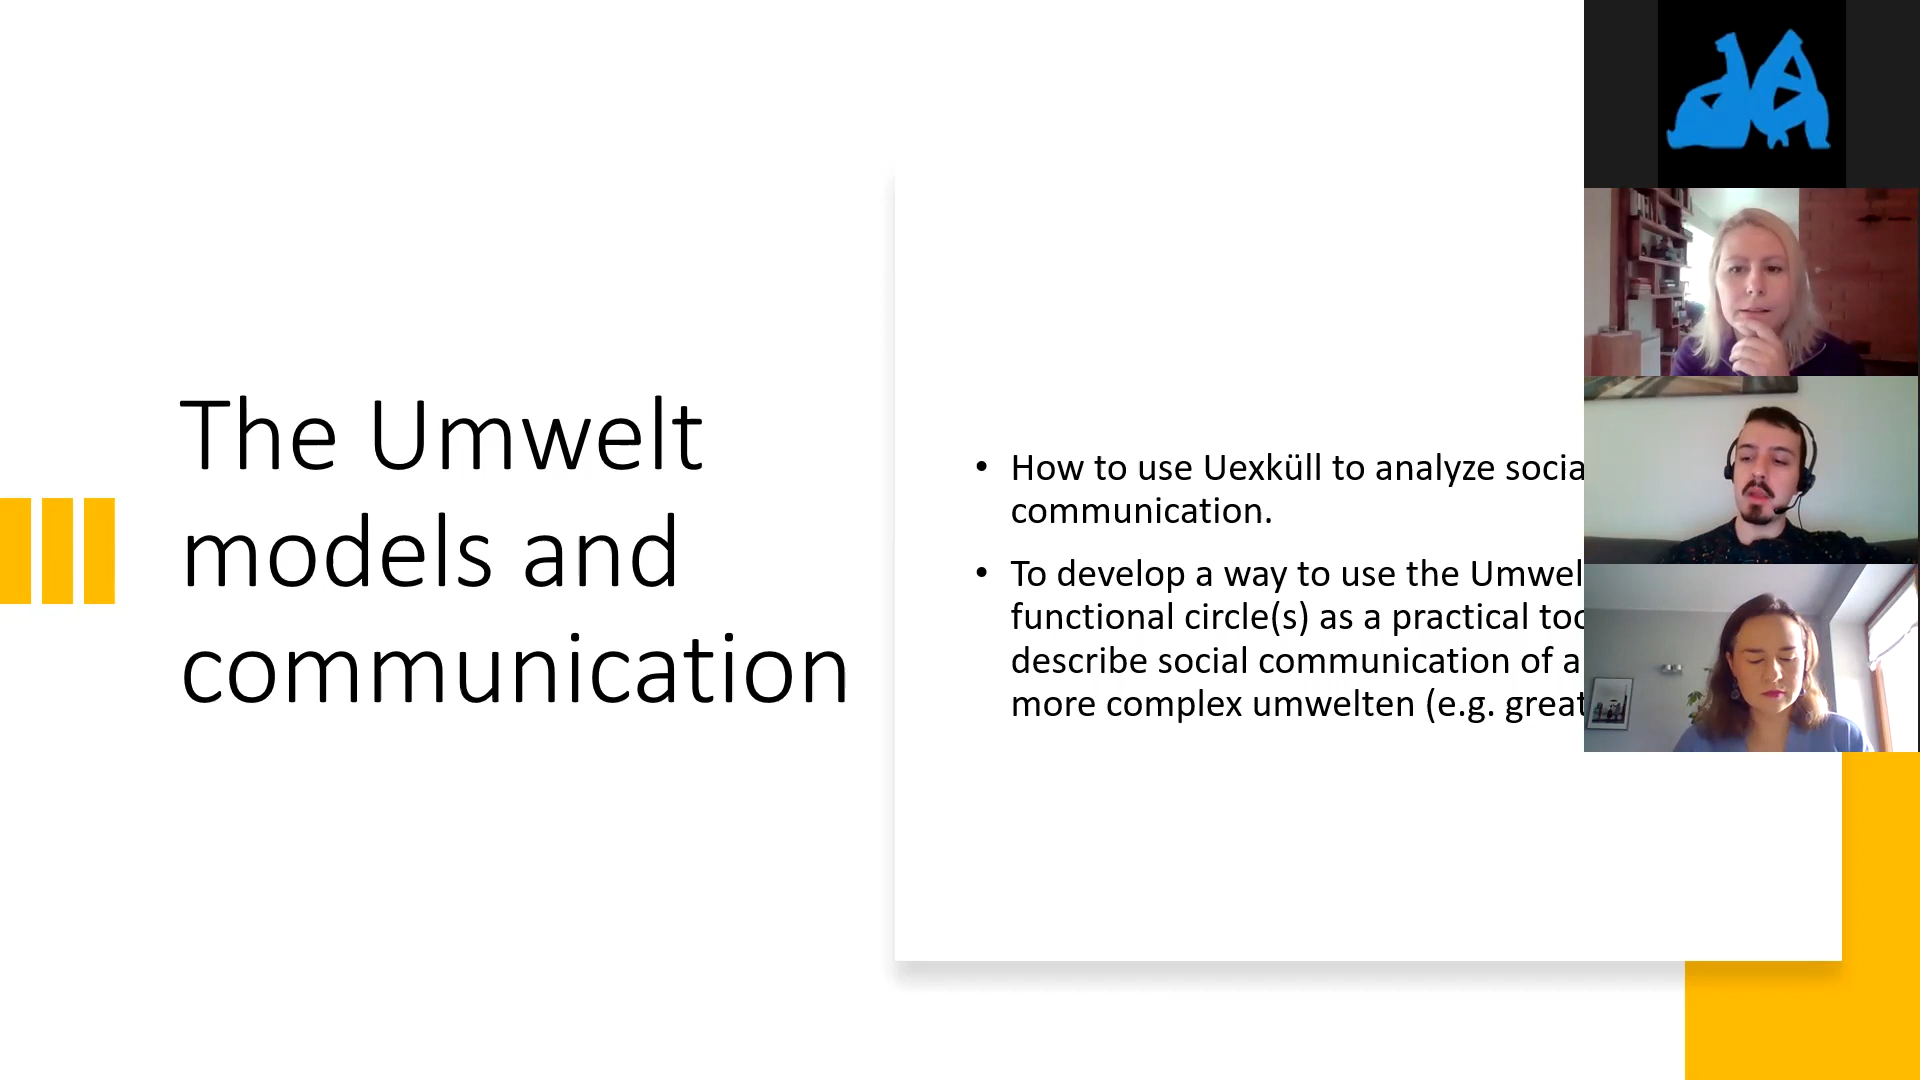 The Umwelt
models and
communication
• How to use Uexküll to analyze socia
communication.
• To develop a way to use the Umwel
functional circle(s) as a practical
describe social communication of a
more complex umwelten (e.g. great